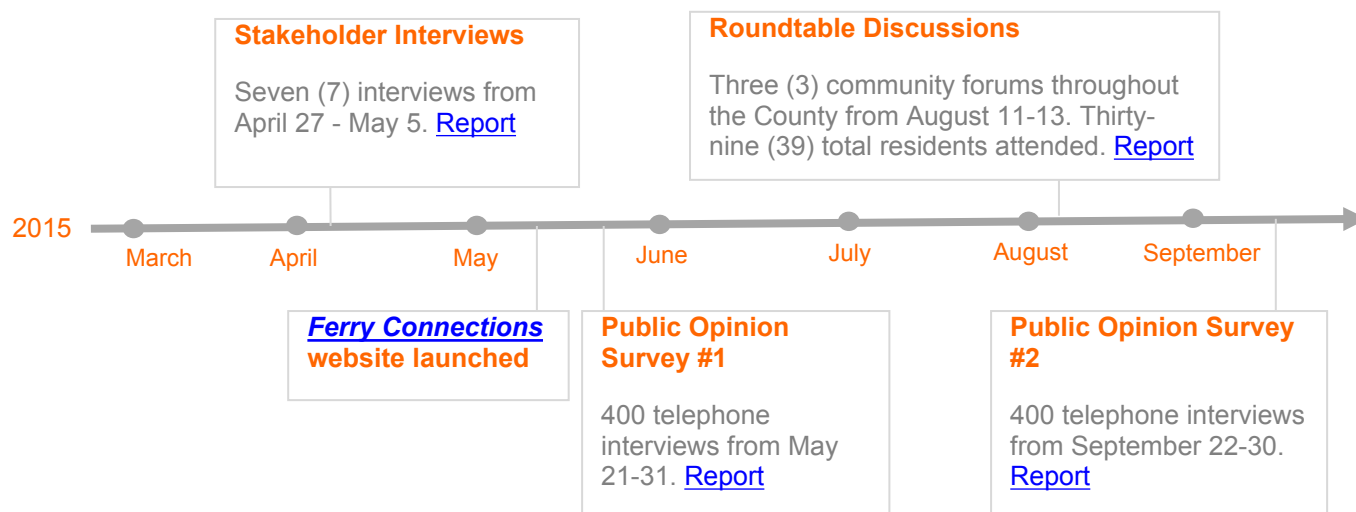 Stakeholder Interviews
Seven (7) interviews from
April 27 - May 5. Report
Roundtable Discussions
Three (3) community forums throughout
the County from August 11-13. Thirty-
nine (39) total residents attended. Report
2015
March
April
May
June
July
August
September
Ferry Connections
website launched
Public Opinion
Survey #1
400 telephone
interviews from May
21-31. Report
Public Opinion Survey
#2
400 telephone interviews
from September 22-30.
Report